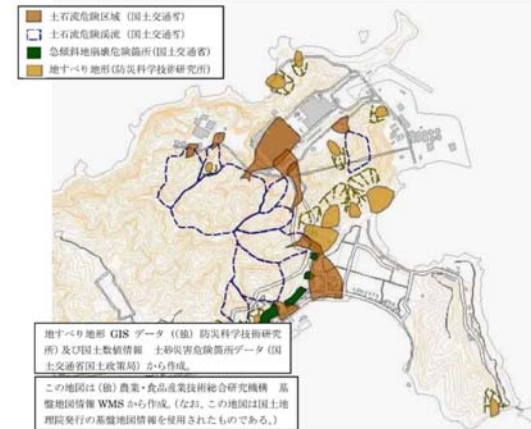 土石流危険区域（国土交通省）
土石流危険渓流（国土交通省）
急傾斜地崩壊危険箇所(国土交通省)
地すべり地形(防災科学技術研究所)
地すべり地形 GIS データ（(独）防災科学技術研究
所）及び国土数値情報　土砂災害危険箇所データ（国
土交通省国土政策局）から作成。
この地図は（独）農業・食品産業技術総合研究機構　基
盤地図情報 WMS から作成。（なお、この地図は国土地
理院発行の基盤地図情報を使用されたものである。）